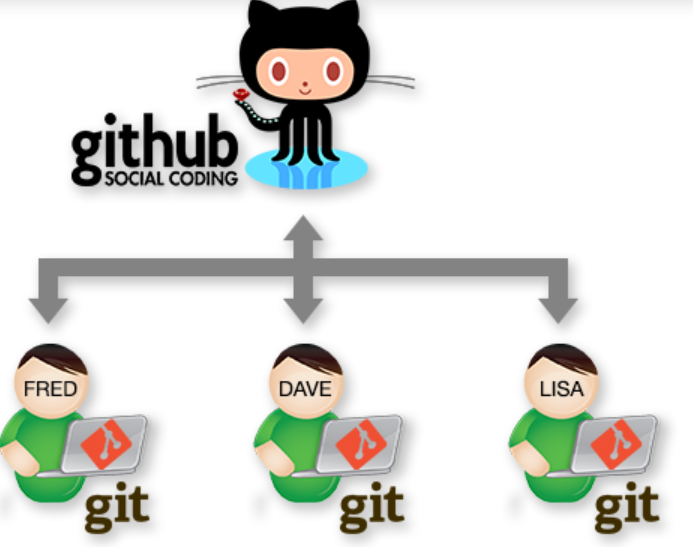 github
SOCIAL CODING
FRED
DAVE
LISA
git
git
git